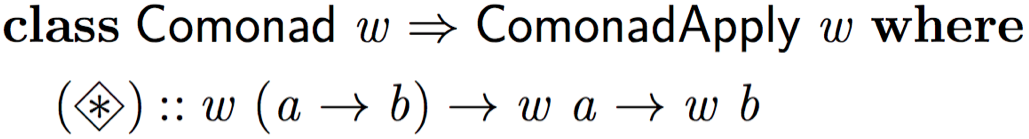 class Comonad w ⇒ ComonadApply w where
(⟐) :: w (a → b) → w a → w b